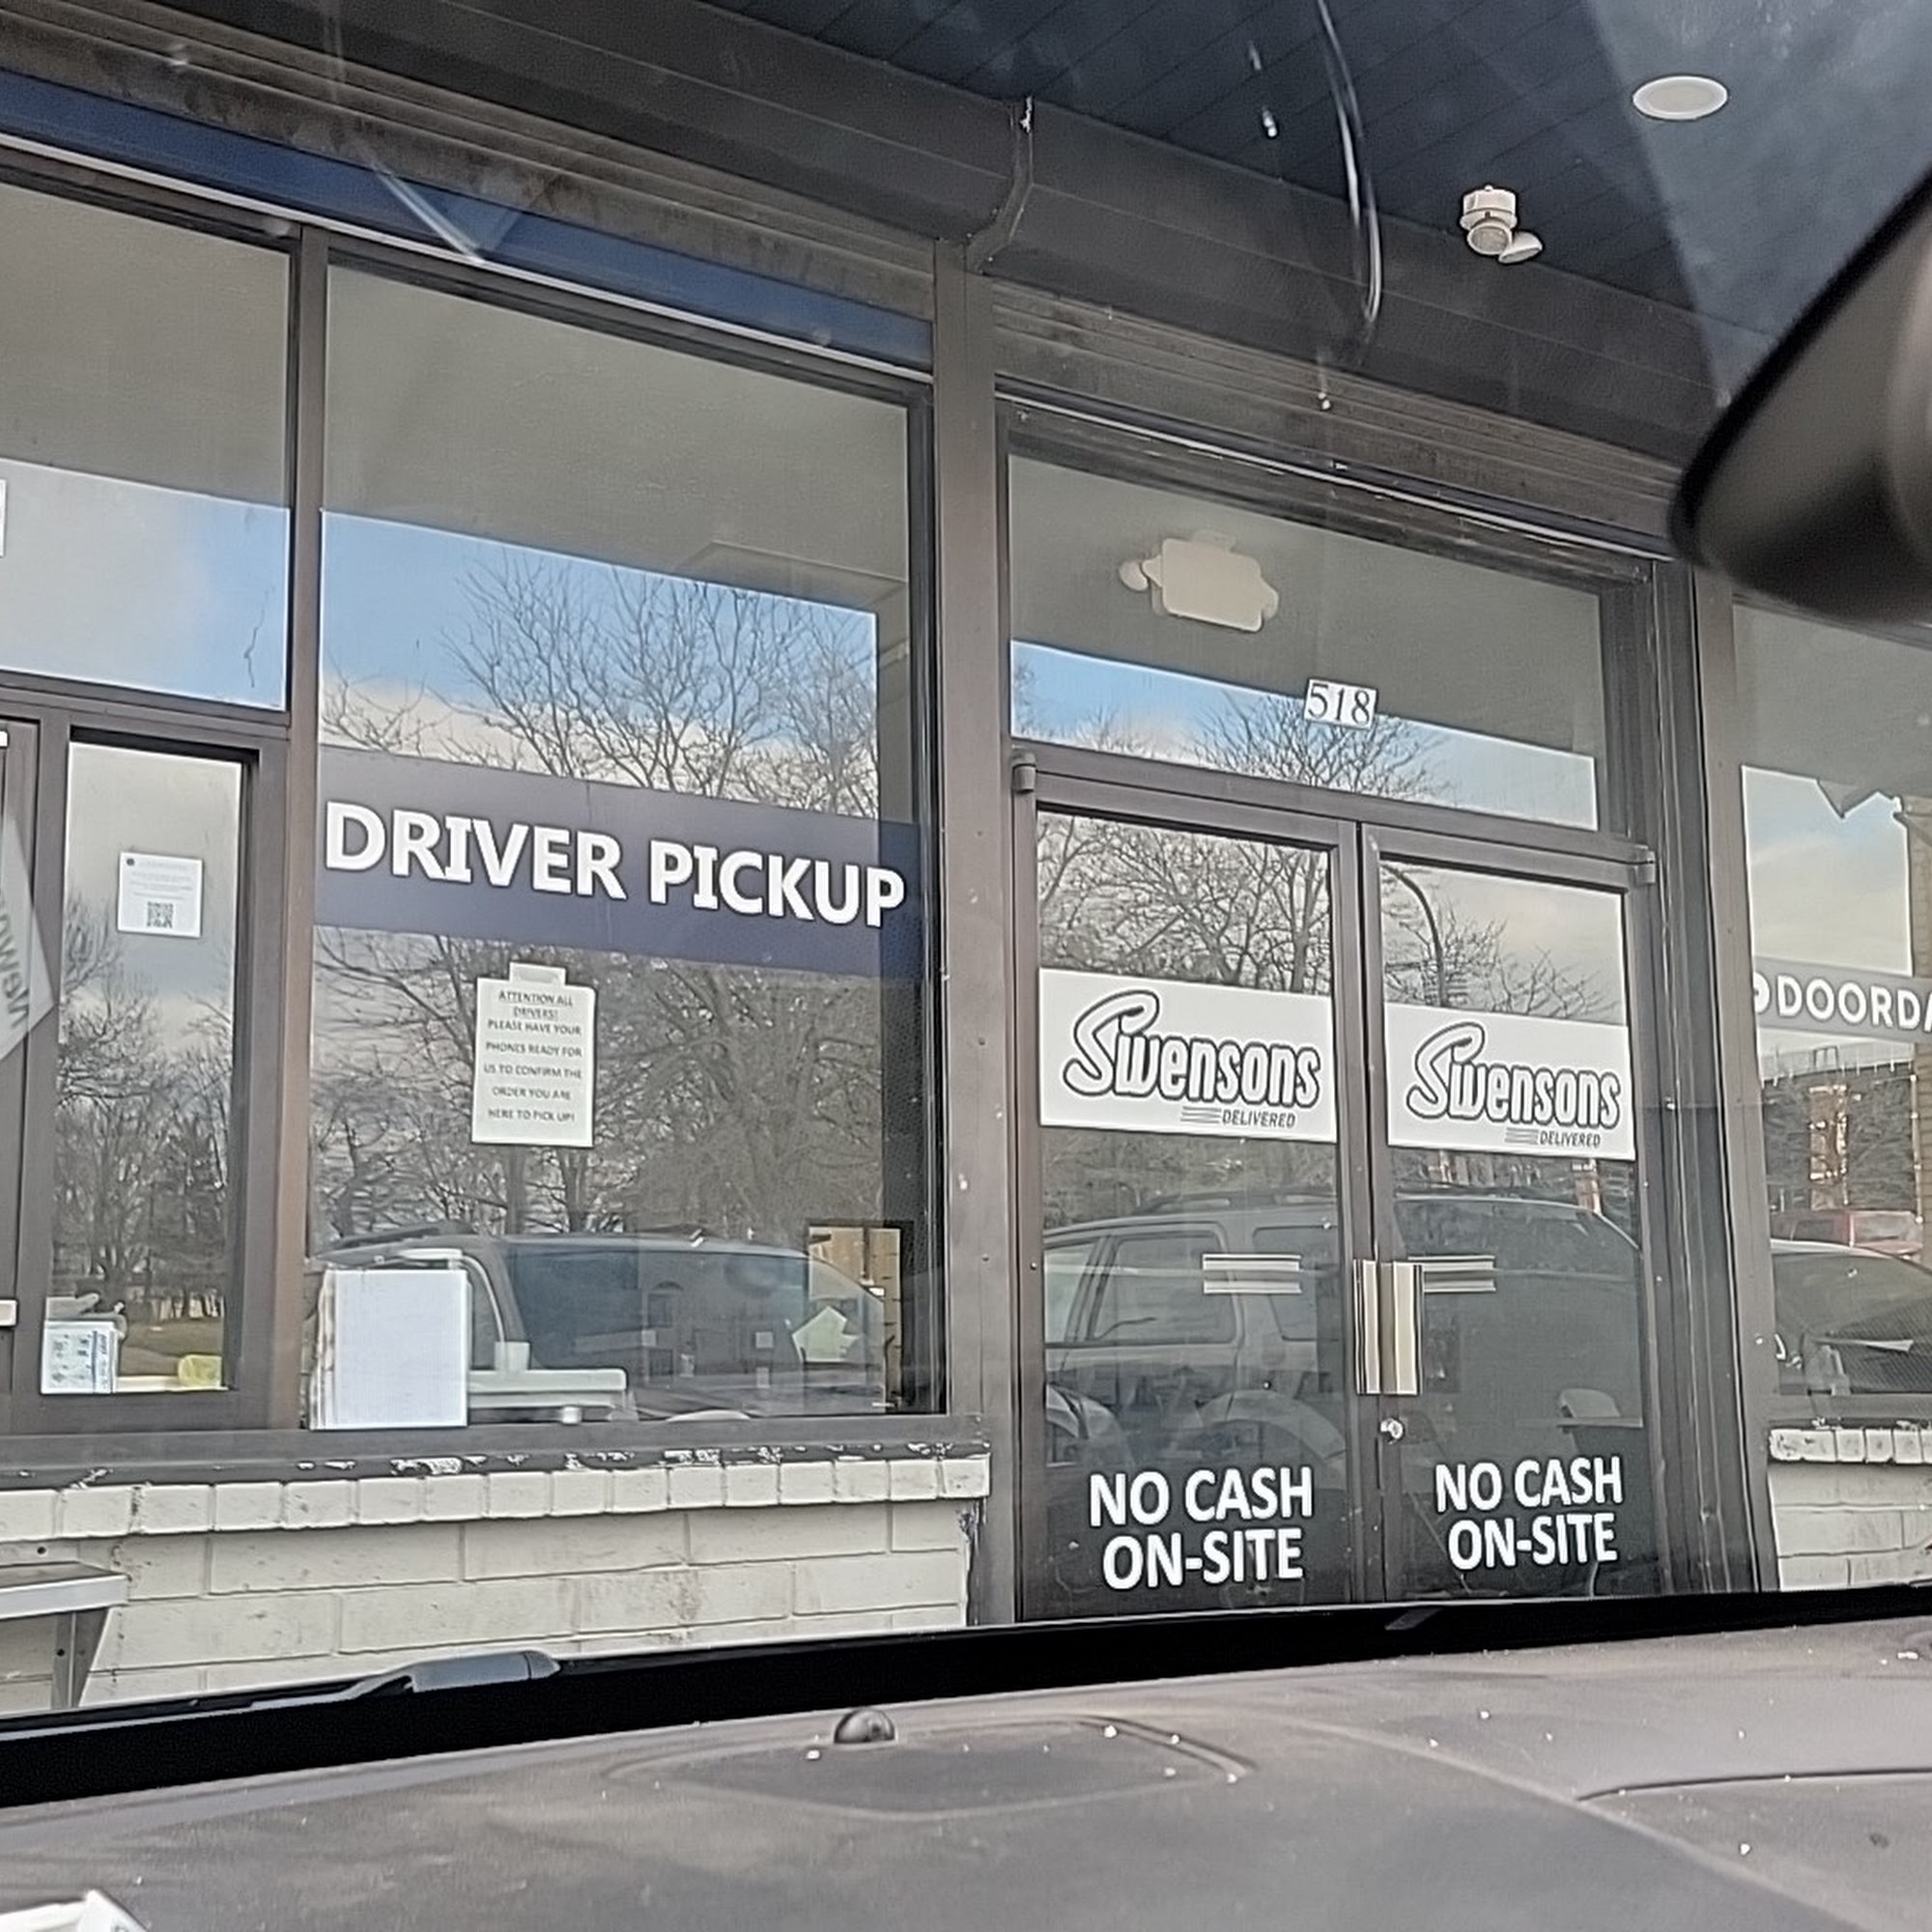 518
DRIVER PICKUP
ATTENTION ALL
DRIVERS!
PLEASE HAVE YOUR
PHONES READY FOR
US TO CONFIRM THE
ORDER YOU ARE
HERE TO PICK UP!
Swensons
DELIVERED
Swensons
DELIVERED
DOORDA
NO CASH
ON-SITE
NO CASH
ON-SITE